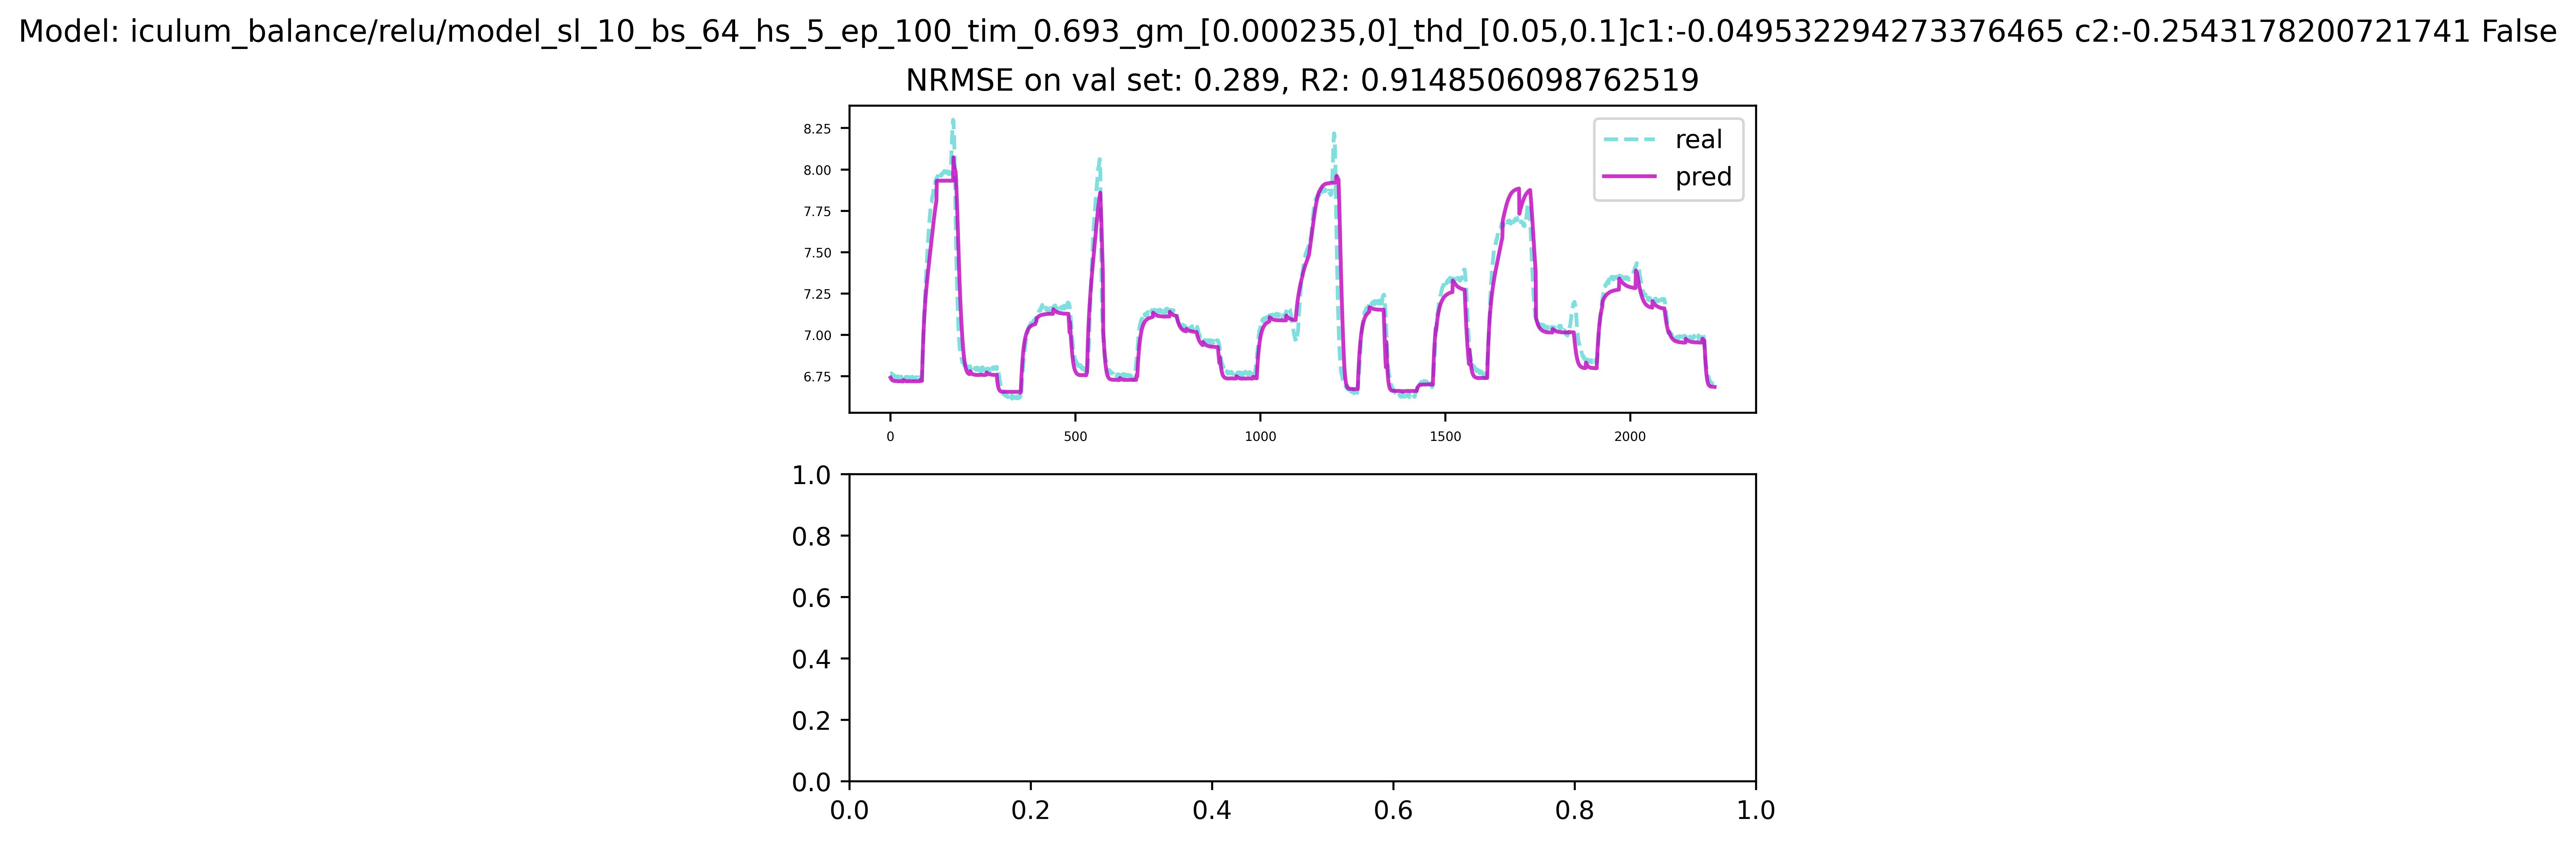 Model: iculum_balance/relu/model_sl_10_bs_64_hs_5_ep_100_tim_0.693_gm_[0.000235,0]_thd_[0.05,0.1]c1:-0.049532294273376465 c2:-0.2543178200721741 False
NRMSE on val set: 0.289, R2: 0.9148506098762519
8.25
8.00
7.75
7.50
7.25
7.00
6.75
real
pred
0 500 1000 1500 2000
1.0
0.8
0.6
0.4
0.2
0.0
0.0 0.2 0.4 0.6 0.8 1.0